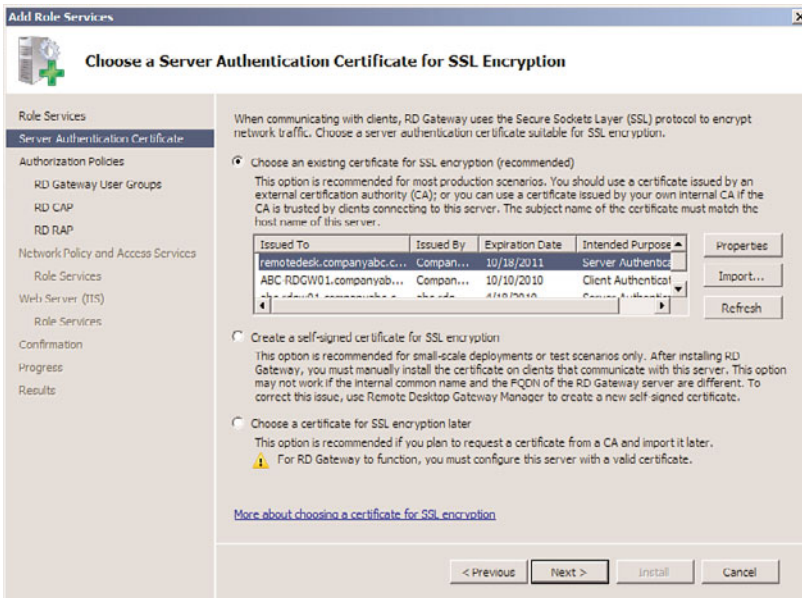 Add Role Services
Choose a Server Authentication Certificate for SSL Encryption
Role Services
Server Authentication Certificate
Authorization Policies
RD Gateway User Groups
RD CAP
RD RAP
Network Policy and Access Services
Role Services
Web Server (IIS)
Role Services
Confirmation
Progress
Results
When communicating with clients, RD Gateway uses the Secure Sockets Layer (SSL) protocol to encrypt
network traffic. Choose a server authentication certificate suitable for SSL encryption.
Choose an existing certificate for SSL encryption (recommended)
This option is recommended for most production scenarios. You should use a certificate issued by an
external certification authority (CA); or you can use a certificate issued by your own internal CA if the
CA is trusted by clients connecting to this server. The subject name of the certificate must match the
host name of this server.
Issued To Issued By Expiration Date Intended Purpose
remotedesk.companyabc.c... Compan... 10/18/2011 Server Authentica
ABC-RDGW01.companyab... Compan... 10/10/2010 Client Authenticat
Properties
Import...
Refresh
Create a self-signed certificate for SSL encryption
This option is recommended for small-scale deployments or test scenarios only. After installing RD
Gateway, you must manually install the certificate on clients that communicate with this server. This option
may not work if the internal common name and the FQDN of the RD Gateway server are different. To
correct this issue, use Remote Desktop Gateway Manager to create a new self-signed certificate.
Choose a certificate for SSL encryption later
This option is recommended if you plan to request a certificate from a CA and import it later.
For RD Gateway to function, you must configure this server with a valid certificate.
More about choosing a certificate for SSL encryption
< Previous
Next >
Install
Cancel